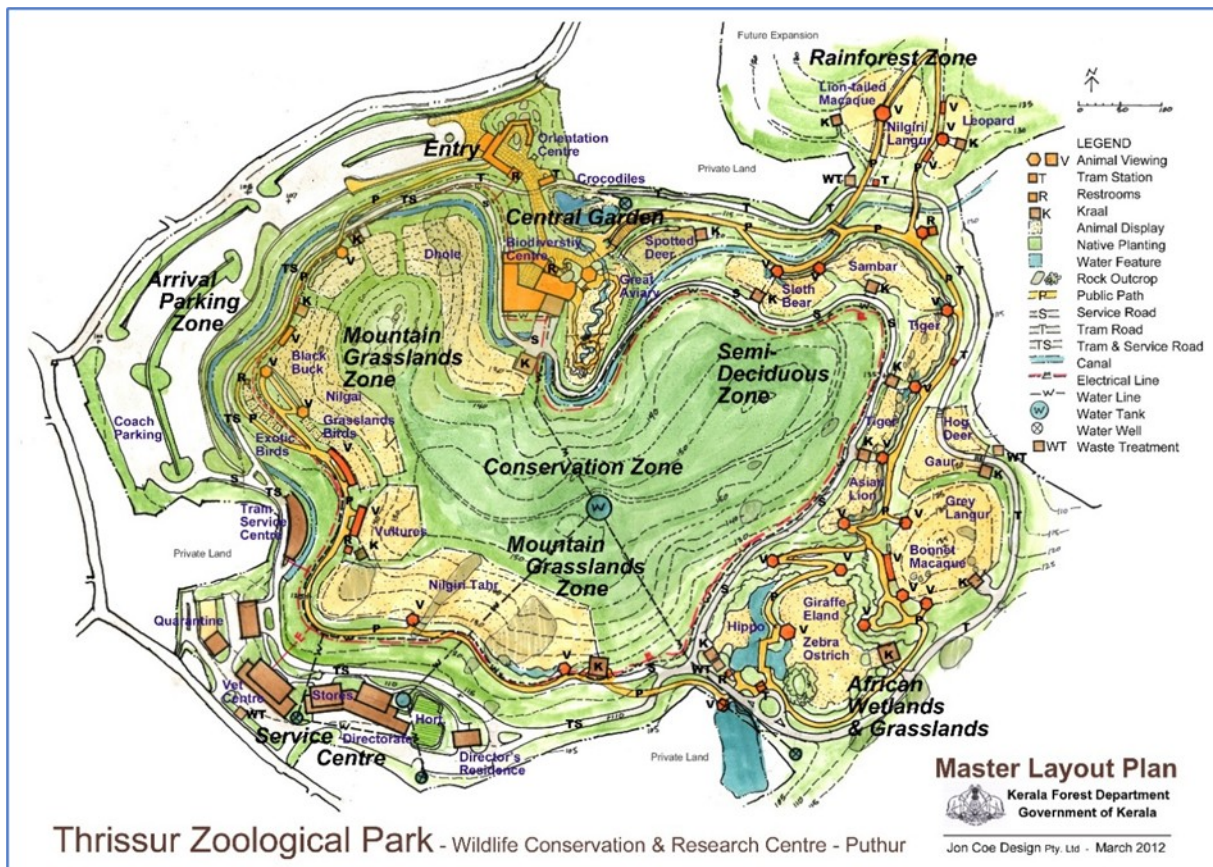 Future Expansion
Rainforest Zone
Lion-tailed
Macaque
Nilgiri
Langur
Leopard
Private Land
Entry
Orientation
Centre
Crocodiles
Central Garden
Biodiverstiy
Centre
Great
Aviary
Spotted
Deer
Sloth
Bear
Sambar
Tiger
Dhole
Arrival
Parking
Zone
Mountain
Grasslands
Zone
Black
Buck
Nilgai
Grasslands
Birds
Exotic
Birds
Coach
Parking
Semi-
Deciduous
Zone
Tiger
Hog
Deer
Gaur
Asian
Lion
Grey
Langur
Bonnet
Macaque
Conservation Zone
W
Mountain
Grasslands
Zone
Tram
Service
Centre
Private Land
Vultures
Nilgiri Tahr
Giraffe
Eland
Zebra
Ostrich
Hippo
African
Wetlands
& Grasslands
Quarantine
Vet
Centre
WT
Stores
Directorate
Hort
Director's
Residence
Service
Centre
Private Land
N
LEGEND
V Animal Viewing
T Tram Station
R Restrooms
K Kraal
Animal Display
Native Planting
Water Feature
Rock Outcrop
P Public Path
S Service Road
T Tram Road
TS Tram & Service Road
Canal
E Electrical Line
W Water Line
W Water Tank
Water Well
WT Waste Treatment
Master Layout Plan
Kerala Forest Department
Government of Kerala
Jon Coe Design Pty. Ltd - March 2012
Thrissur Zoological Park - Wildlife Conservation & Research Centre - Puthur